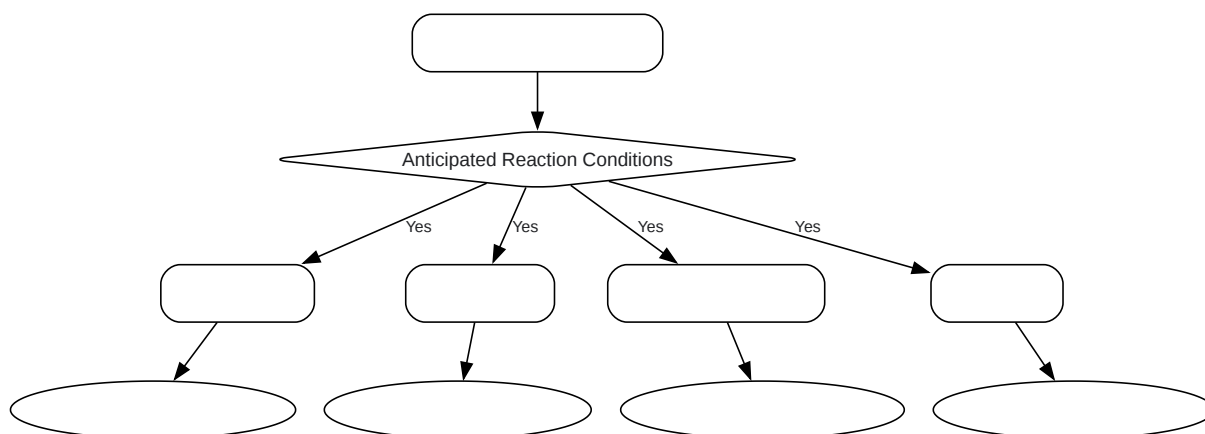 Anticipated Reaction Conditions
Yes
Yes
Yes
Yes